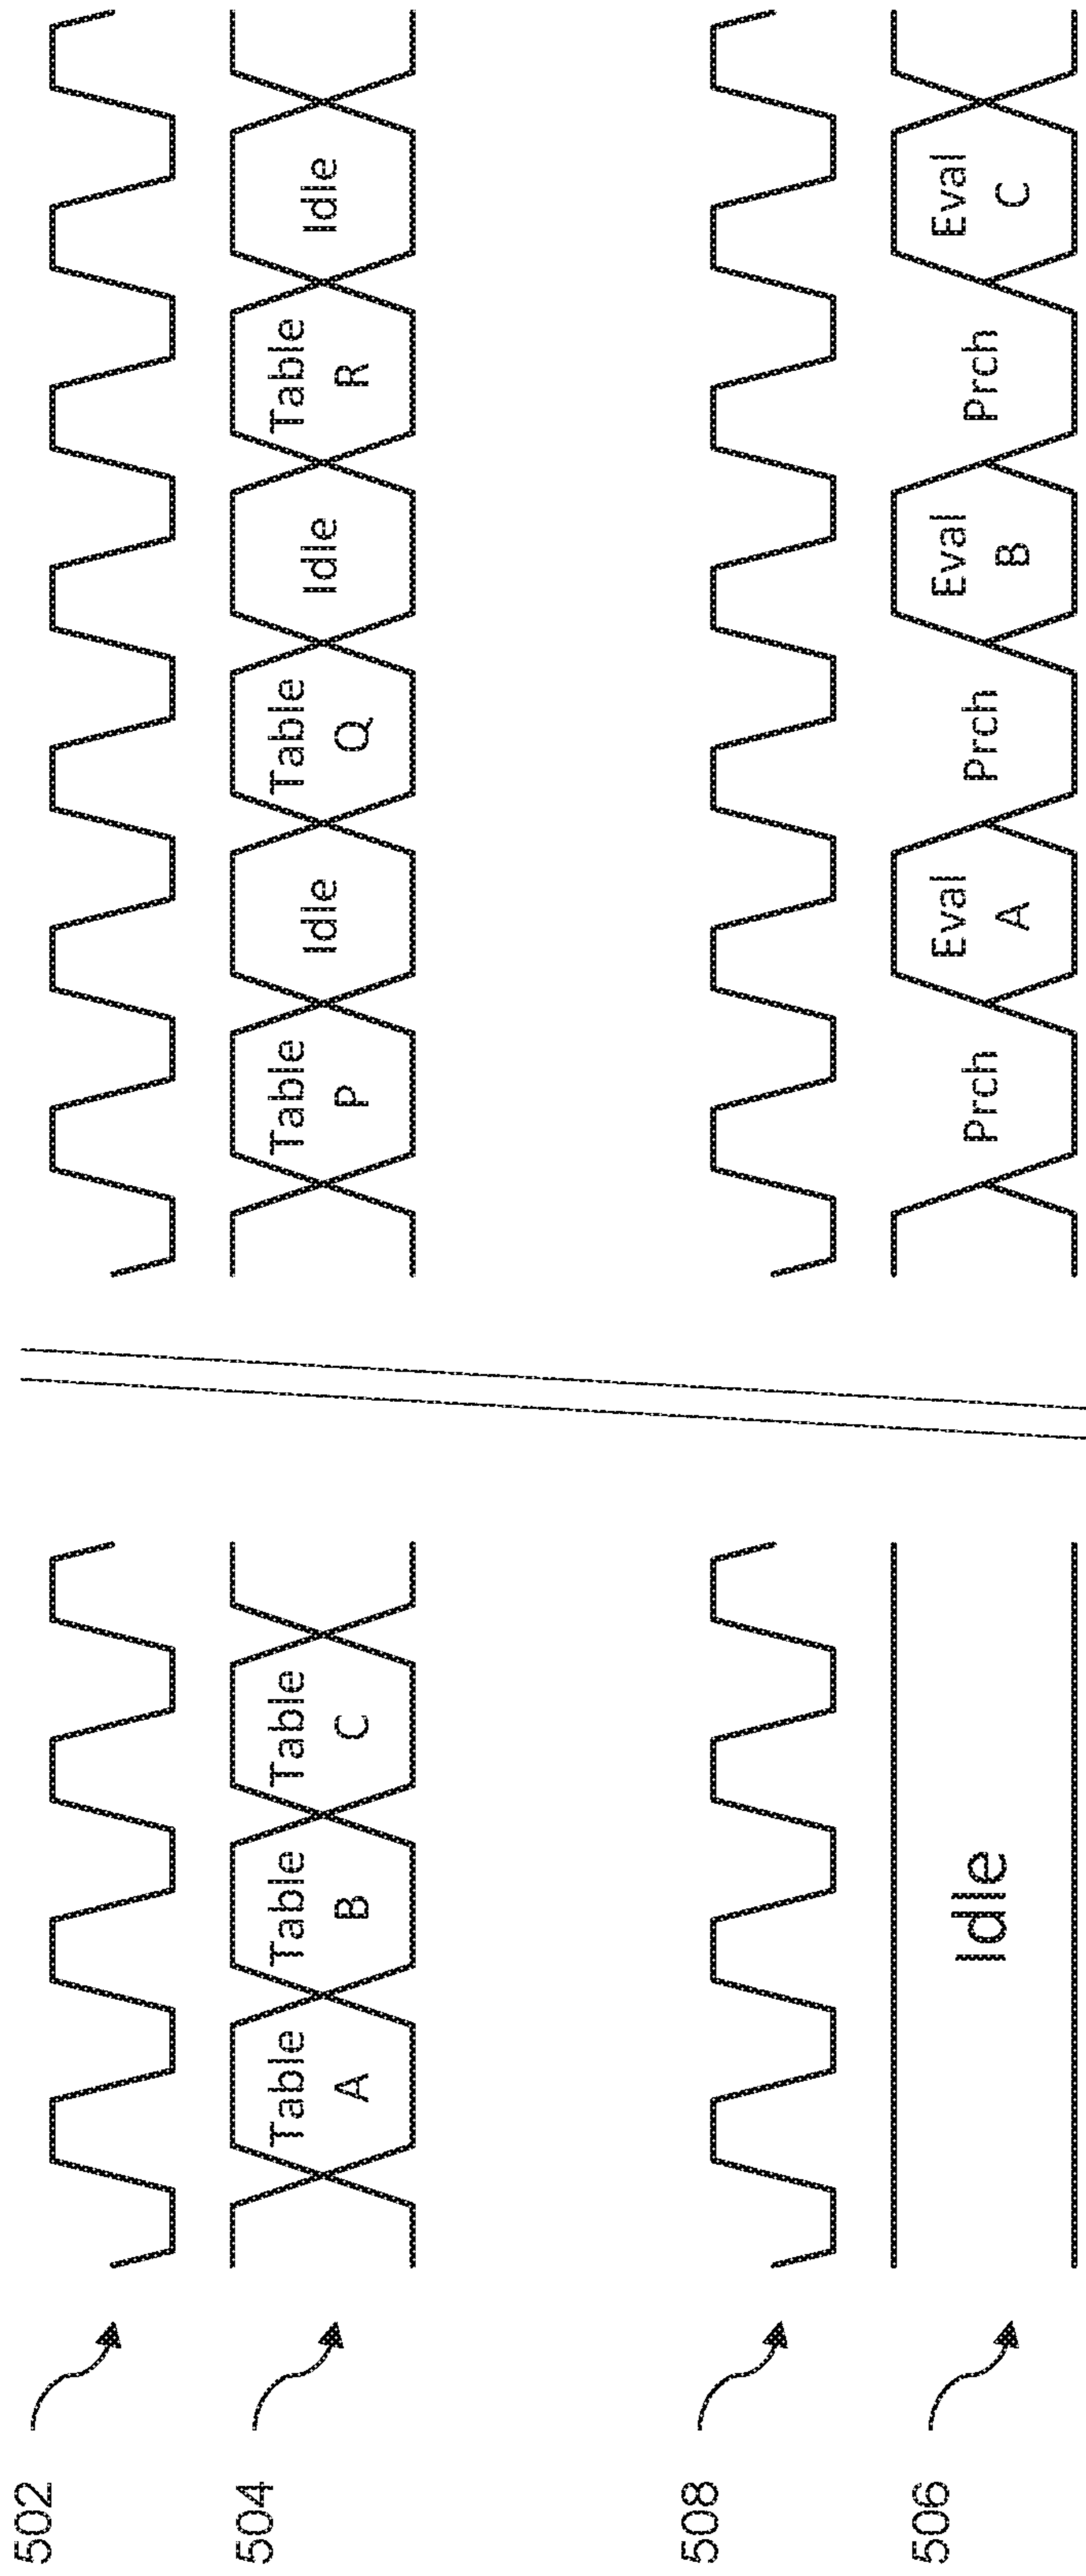 502
504
Table
A
Table
B
Table
C
Table
P
Idle
Table
Q
Idle
Table
R
Idle
508
506
Idle
Prch
Eval
A
Prch
Eval
B
Prch
Eval
C